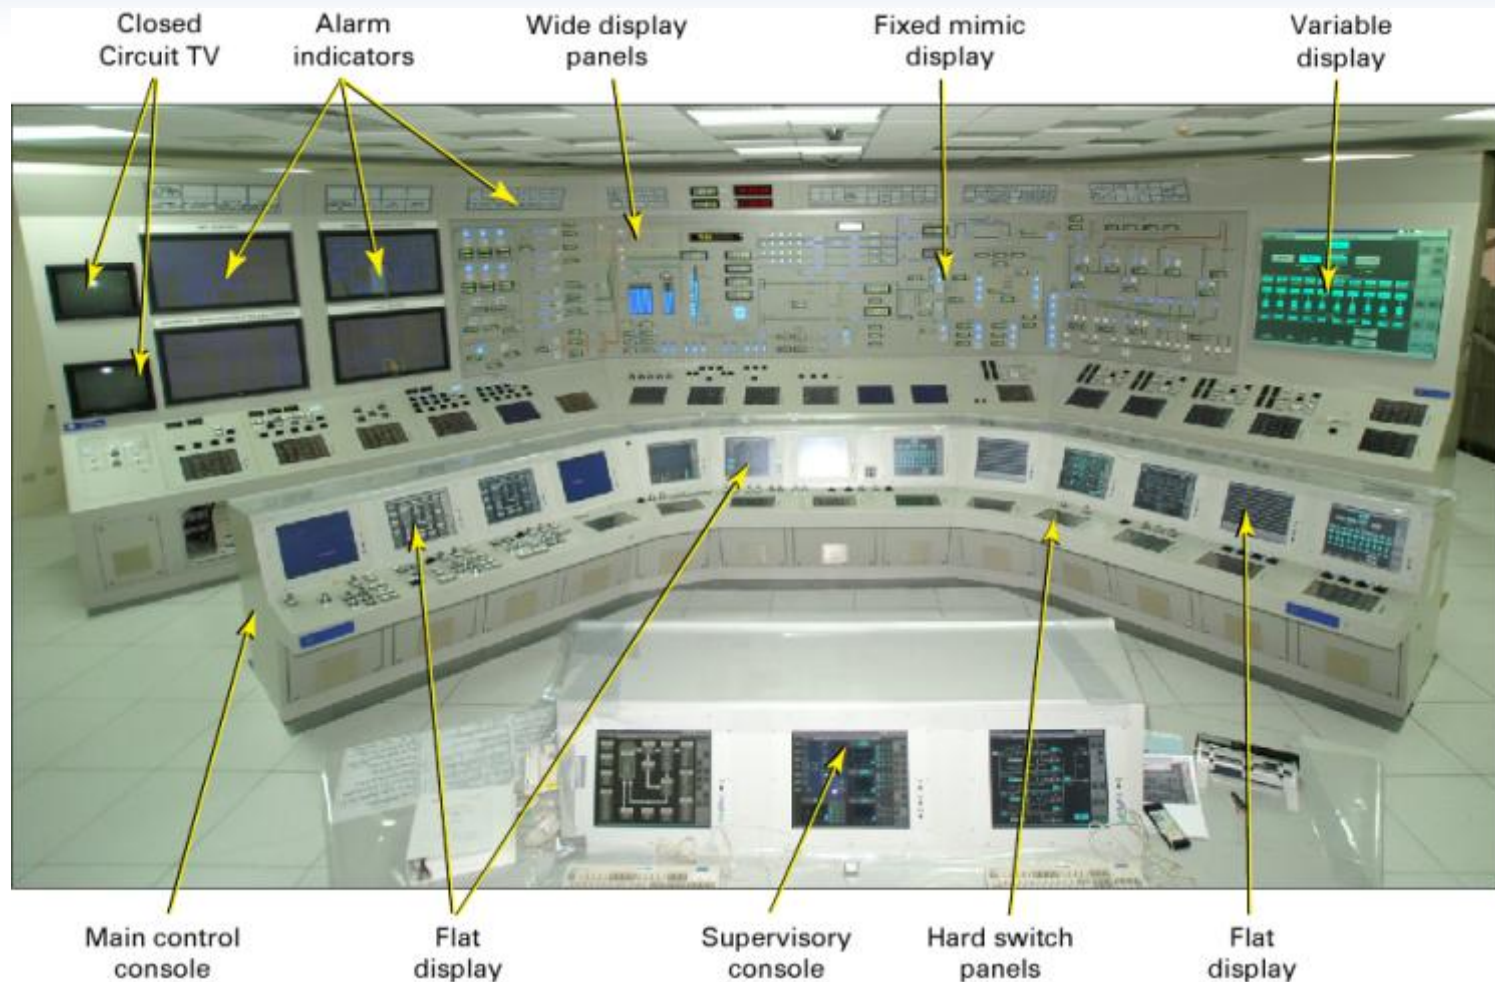 Closed
Circuit TV
Alarm
indicators
Wide display
panels
Fixed mimic
display
Variable
display
Main control
console
Flat
display
Supervisory
console
Hard switch
panels
Flat
display